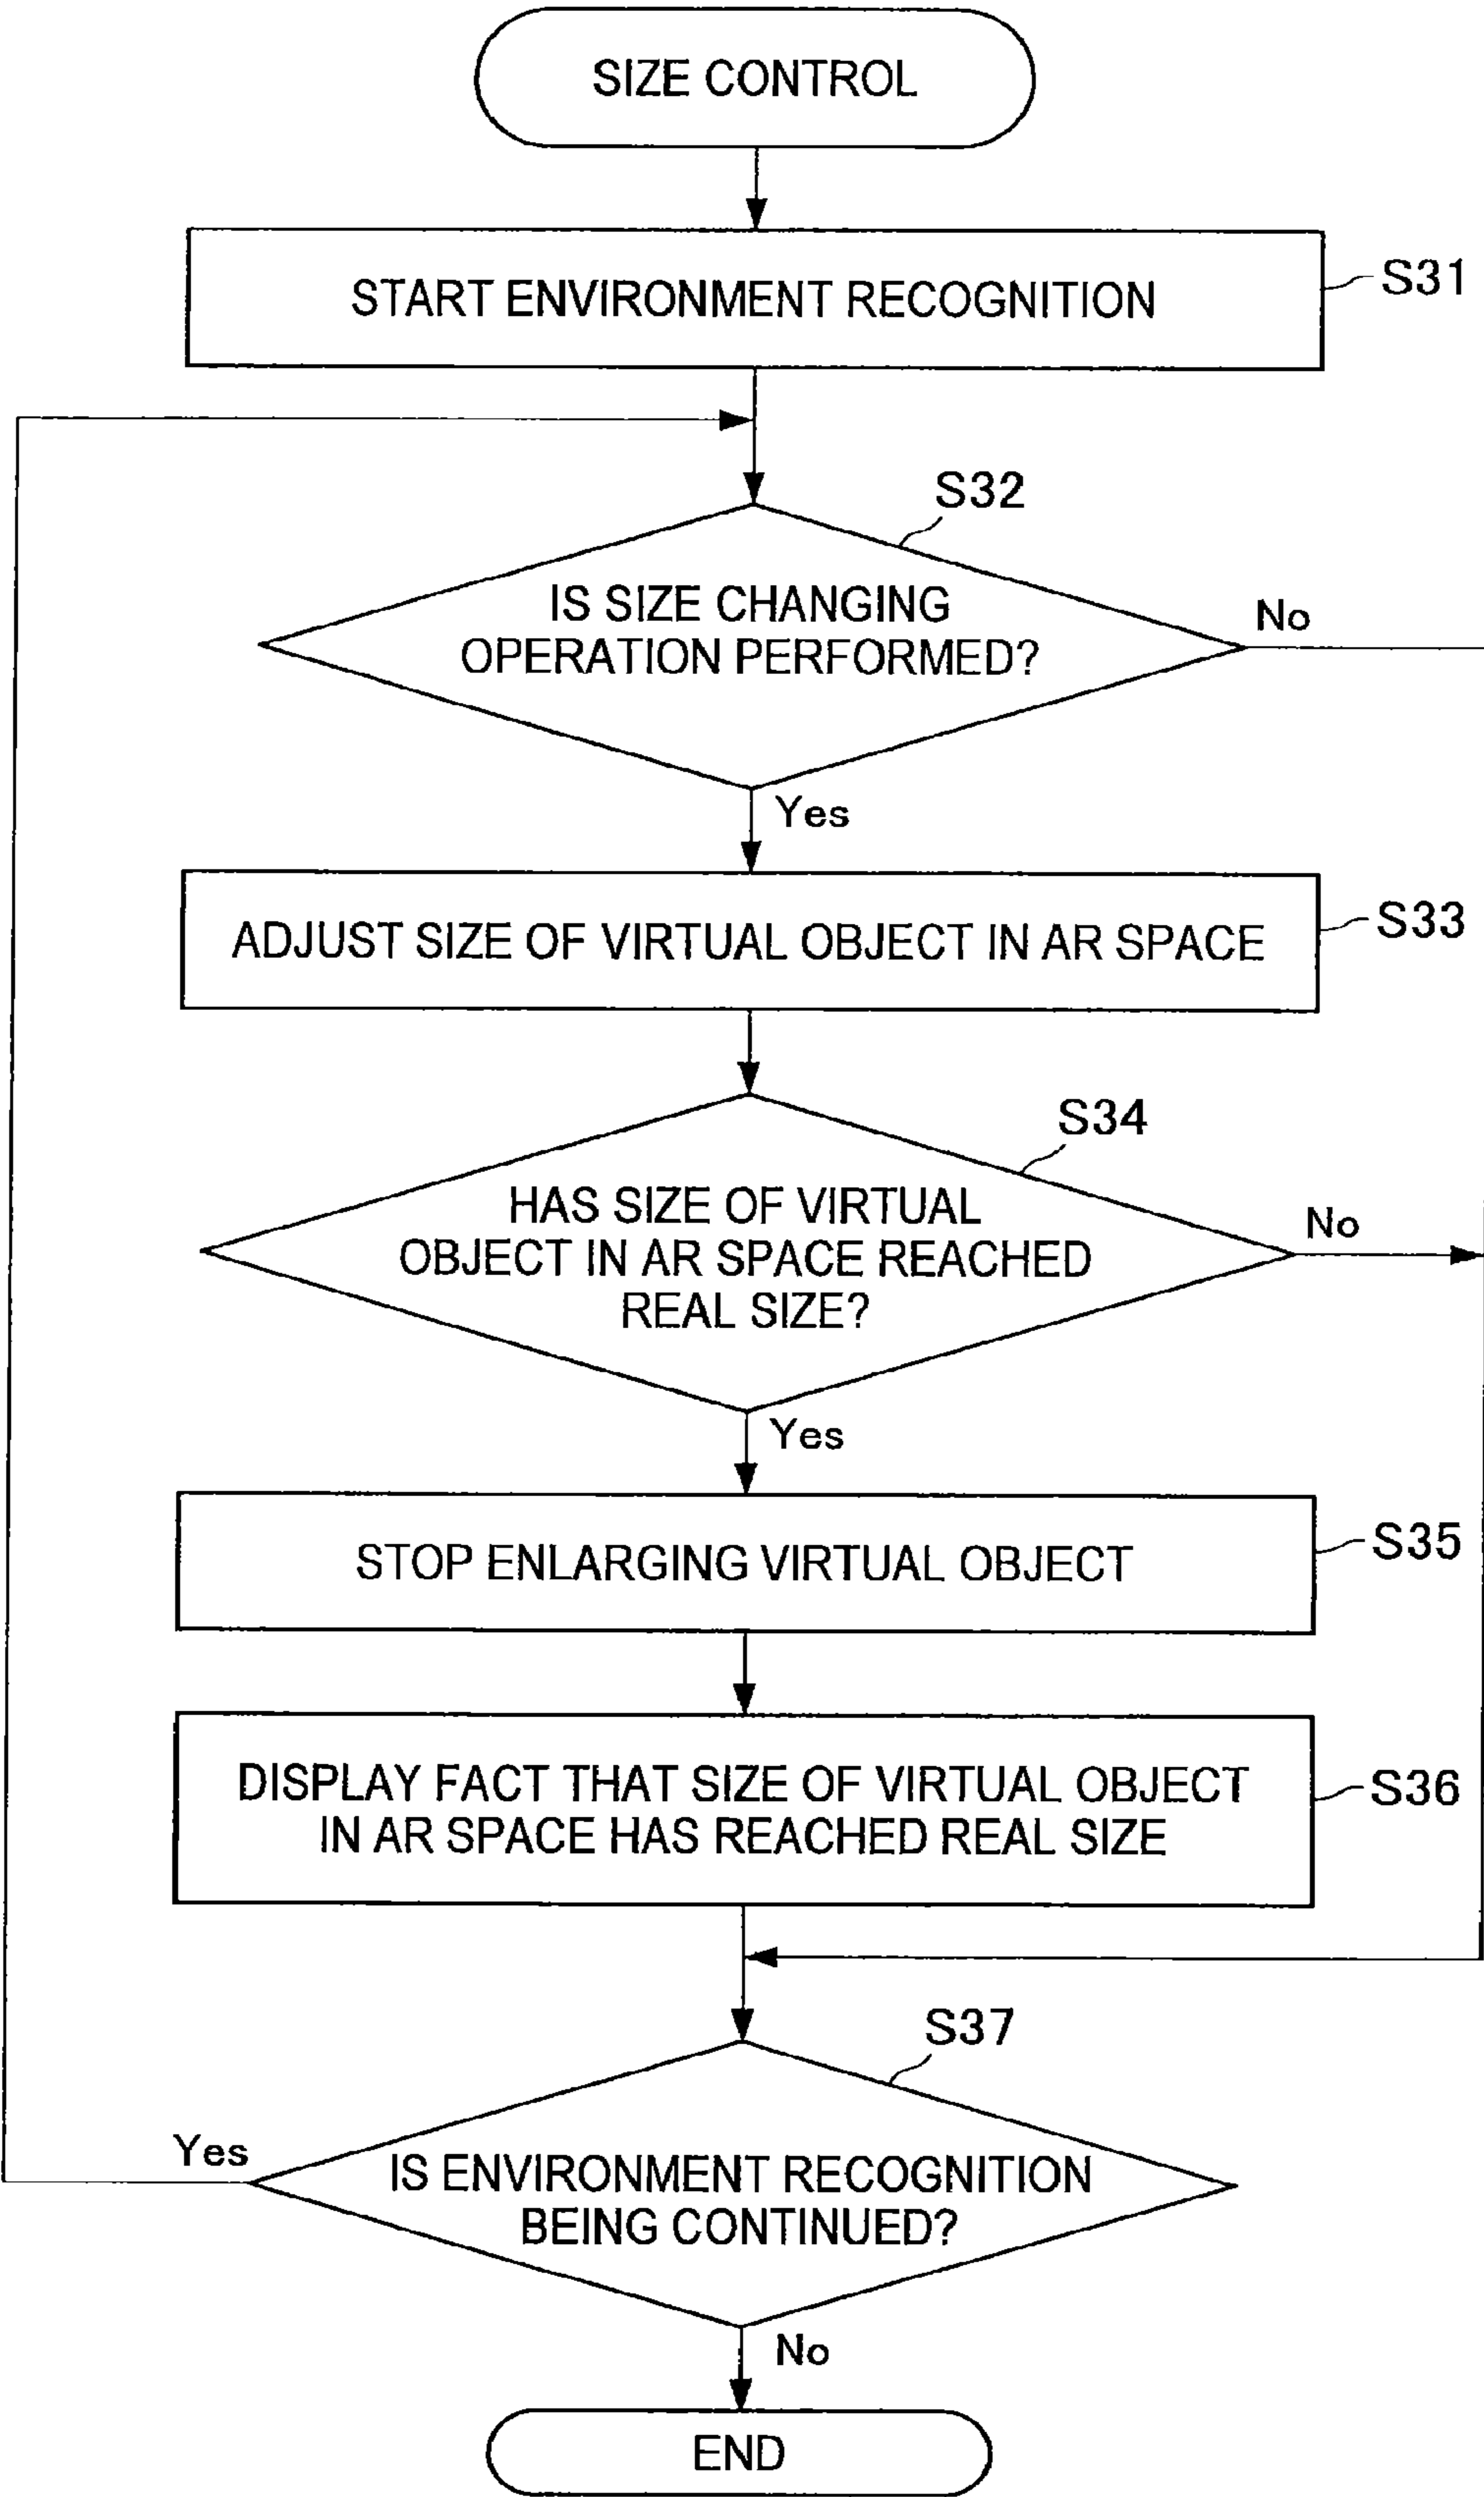 SIZE CONTROL
START ENVIRONMENT RECOGNITION
S31
S32
IS SIZE CHANGING
OPERATION PERFORMED?
No
Yes
ADJUST SIZE OF VIRTUAL OBJECT IN AR SPACE
S33
S34
HAS SIZE OF VIRTUAL
OBJECT IN AR SPACE REACHED
REAL SIZE?
No
Yes
STOP ENLARGING VIRTUAL OBJECT
S35
DISPLAY FACT THAT SIZE OF VIRTUAL OBJECT
IN AR SPACE HAS REACHED REAL SIZE
S36
S37
Yes
IS ENVIRONMENT RECOGNITION
BEING CONTINUED?
No
END